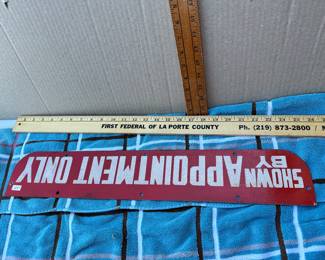 FIRST FEDERAL OF LA PORTE COUNTY Ph. (219) 873-2800
SHOWN BY APPOINTMENT ONLY